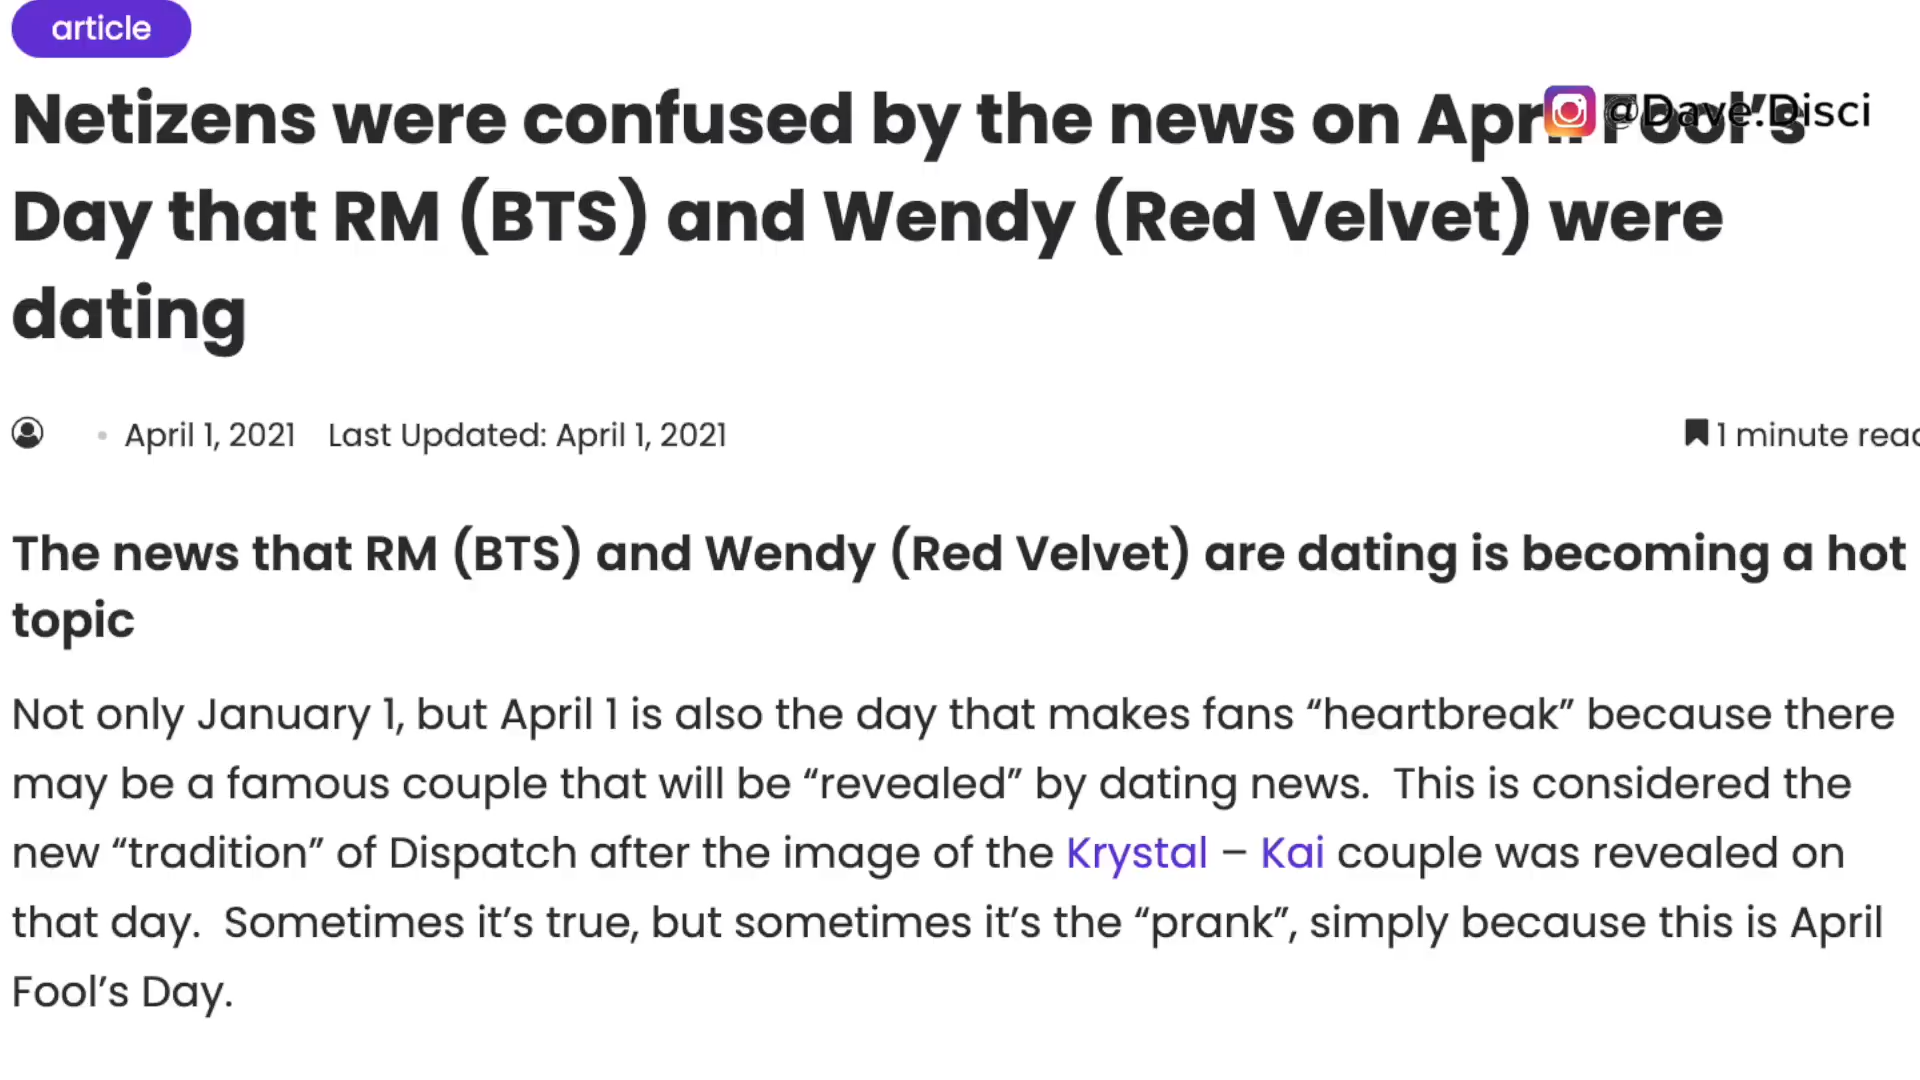 article
Netizens were confused by the news on April Fool’s
@Dave.Disci
Day that RM (BTS) and Wendy (Red Velvet) were
dating
April 1, 2021 Last Updated: April 1, 2021
1 minute read
The news that RM (BTS) and Wendy (Red Velvet) are dating is becoming a hot
topic
Not only January 1, but April 1 is also the day that makes fans “heartbreak” because there
may be a famous couple that will be “revealed” by dating news.  This is considered the
new “tradition” of Dispatch after the image of the Krystal – Kai couple was revealed on
that day.  Sometimes it’s true, but sometimes it’s the “prank”, simply because this is April
Fool’s Day.